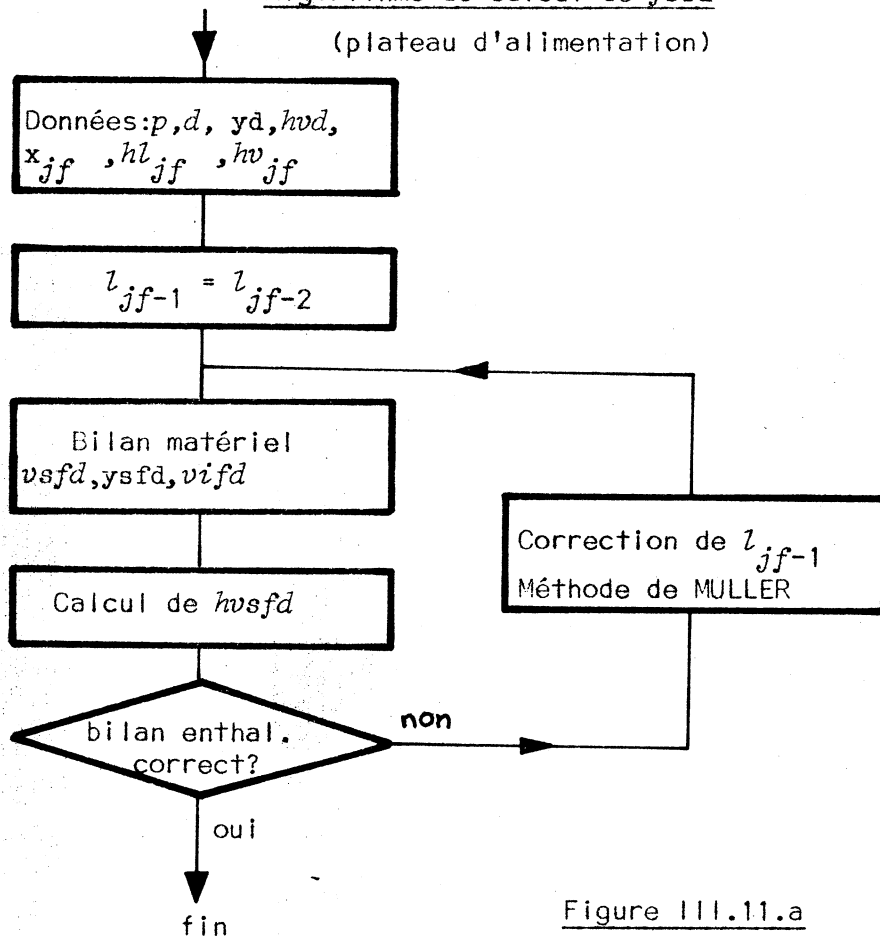 (plateau d'alimentation)
Données:p,d, yd,hvd,
x_jf ,hl_jf ,hv_jf
l_jf-1 = l_jf-2
Bilan matériel
vsfd,ysfd,vifd
Calcul de hvsfd
Correction de l_jf-1
Méthode de MULLER
bilan enthal.
correct?
non
oui
fin
Figure III.11.a